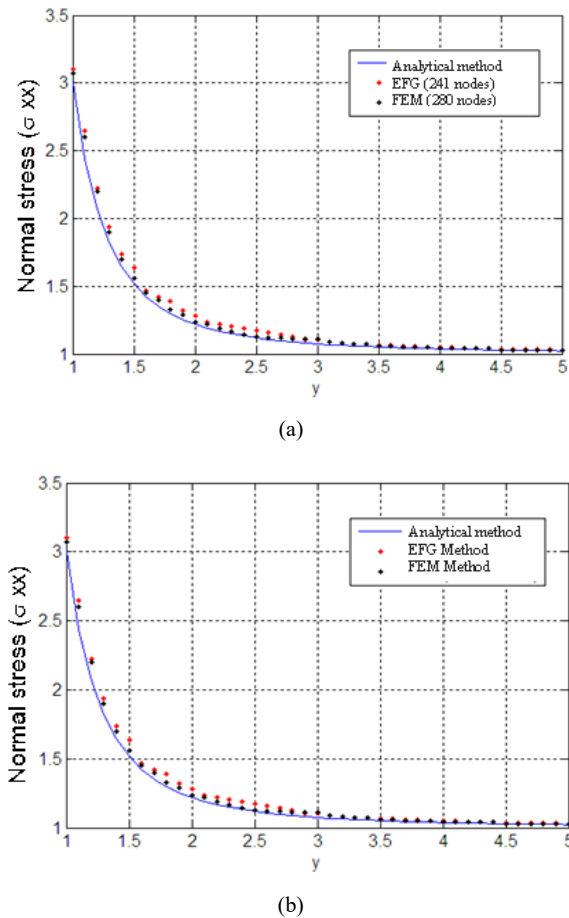 3.5
3
2.5
2
1.5
1
1
1.5
2
2.5
3
3.5
4
4.5
5
Normal stress (σ xx)
y
Analytical method
EFG (241 nodes)
FEM (280 nodes)
(a)
3.5
3
2.5
2
1.5
1
1
1.5
2
2.5
3
3.5
4
4.5
5
Normal stress (σ xx)
y
Analytical method
EFG Method
FEM Method
(b)